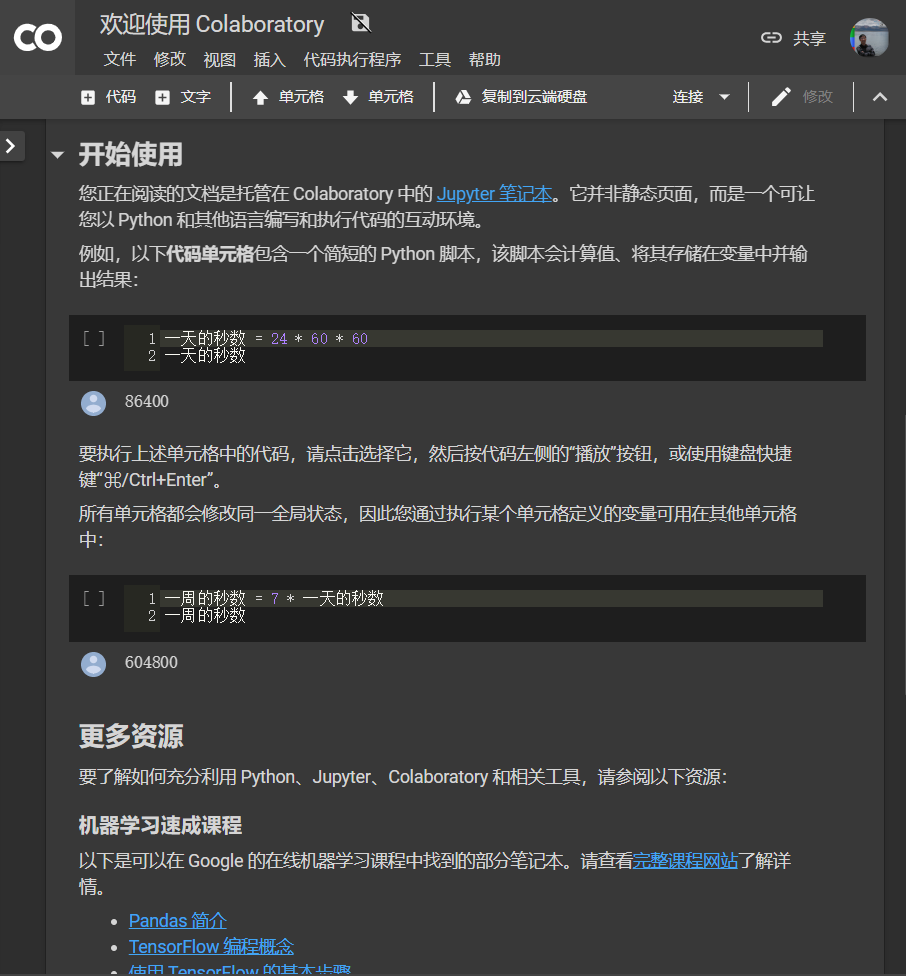 CO 欢迎使用 Colaboratory
文件 修改 视图 插入 代码执行程序 工具 帮助
共享
代码 文字 单元格 单元格 复制到云端硬盘 连接 修改
开始使用
您正在阅读的文档是托管在 Colaboratory 中的 Jupyter 笔记本。它并非静态页面，而是一个可让
您以 Python 和其他语言编写和执行代码的互动环境。
例如，以下代码单元格包含一个简短的 Python 脚本，该脚本会计算值、将其存储在变量中并输
出结果：
[ ] 1 一天的秒数 = 24 * 60 * 60
2 一天的秒数
86400
要执行上述单元格中的代码，请点击选择它，然后按代码左侧的“播放”按钮，或使用键盘快捷
键“⌘/Ctrl+Enter”。
所有单元格都会修改同一全局状态，因此您通过执行某个单元格定义的变量可用在其他单元格
中：
[ ] 1 一周的秒数 = 7 * 一天的秒数
2 一周的秒数
604800
更多资源
要了解如何充分利用 Python、Jupyter、Colaboratory 和相关工具，请参阅以下资源：
机器学习速成课程
以下是可以在 Google 的在线机器学习课程中找到的部分笔记本。请查看完整课程网站了解详
情。
• Pandas 简介
• TensorFlow 编程概念
• 使用 TensorFlow 的基本步骤